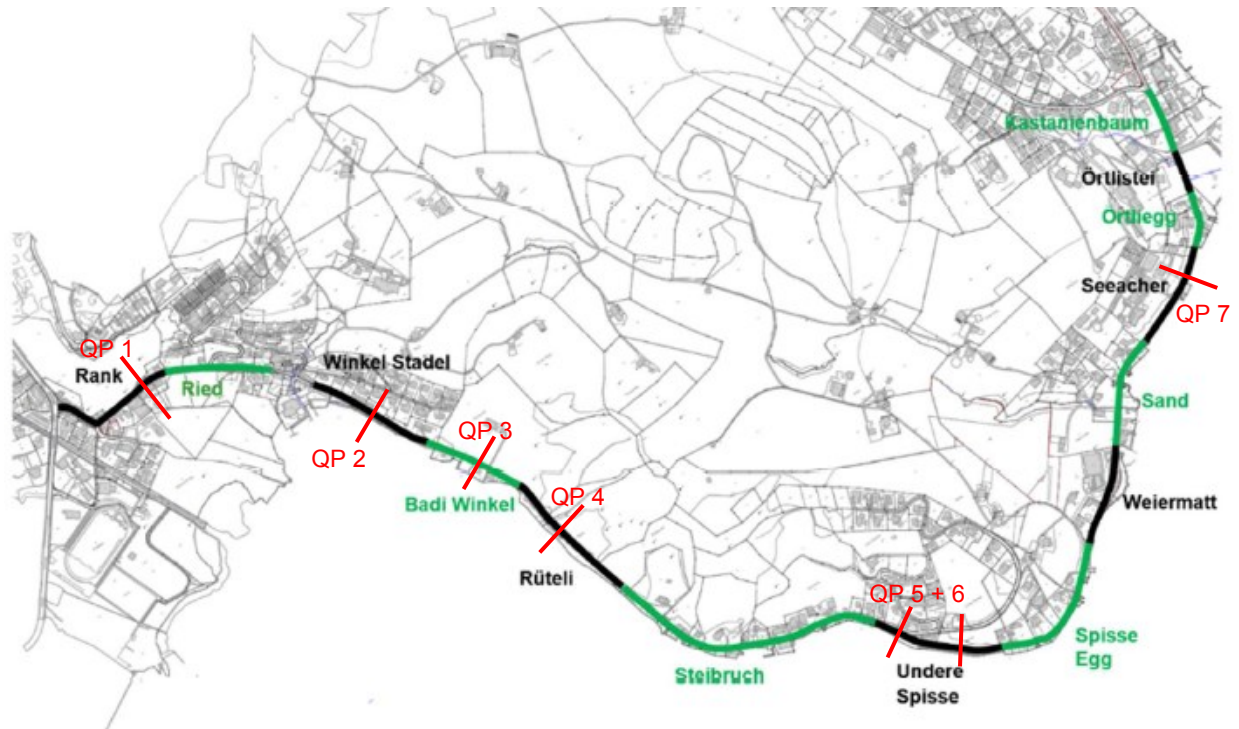 Kastanienbaum
Örtlistei
Örtliegg
Seeacher
QP 7
QP 1
Rank
Ried
Winkel Stadel
Sand
QP 2
QP 3
Badi Winkel
QP 4
Weiermatt
Rüteli
QP 5 + 6
Steibruch
Undere
Spisse
Spisse
Egg